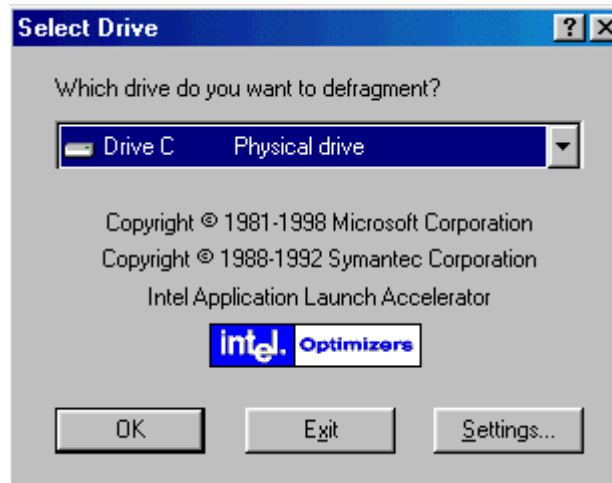 Select Drive
Which drive do you want to defragment?
Drive C Physical drive
Copyright © 1981-1998 Microsoft Corporation
Copyright © 1988-1992 Symantec Corporation
Intel Application Launch Accelerator
intel. Optimizers
OK Exit Settings...